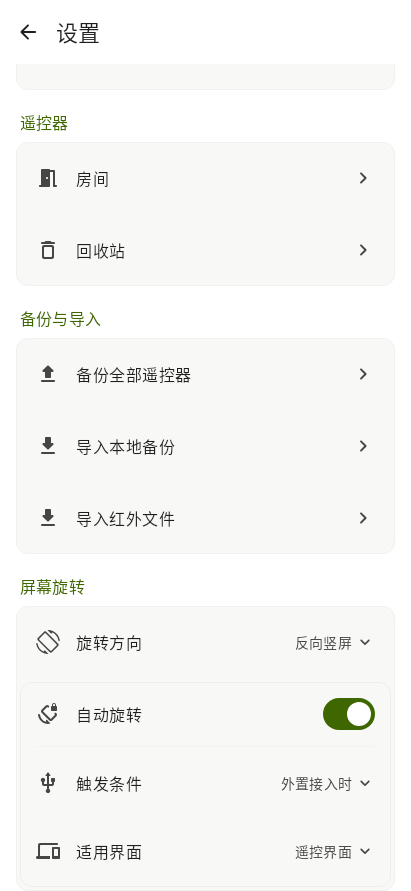 设置
遥控器
房间
回收站
备份与导入
备份全部遥控器
导入本地备份
导入红外文件
屏幕旋转
旋转方向 反向竖屏
自动旋转
触发条件 外置接入时
适用界面 遥控界面